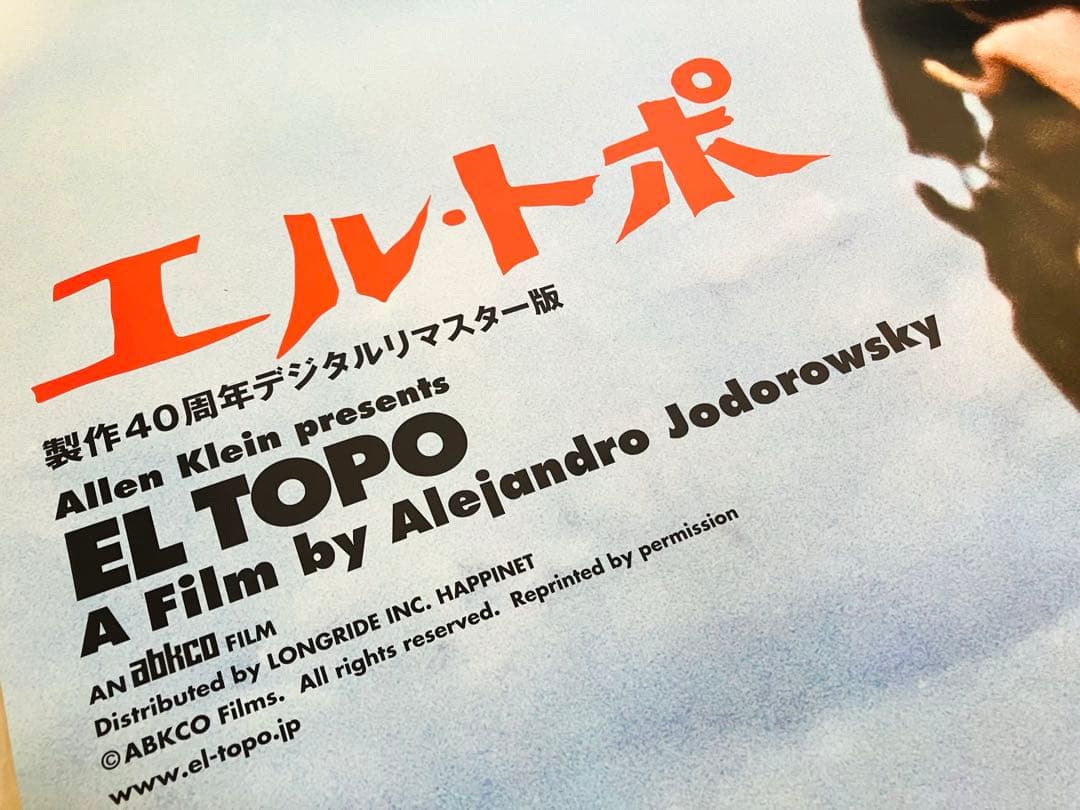 エル・トポ
製作40周年デジタルリマスター版
Allen Klein presents
EL TOPO
A Film by Alejandro Jodorowsky
AN abkco FILM
Distributed by LONGRIDE INC. HAPPINET
©ABKCO Films. All rights reserved. Reprinted by permission
www.el-topo.jp